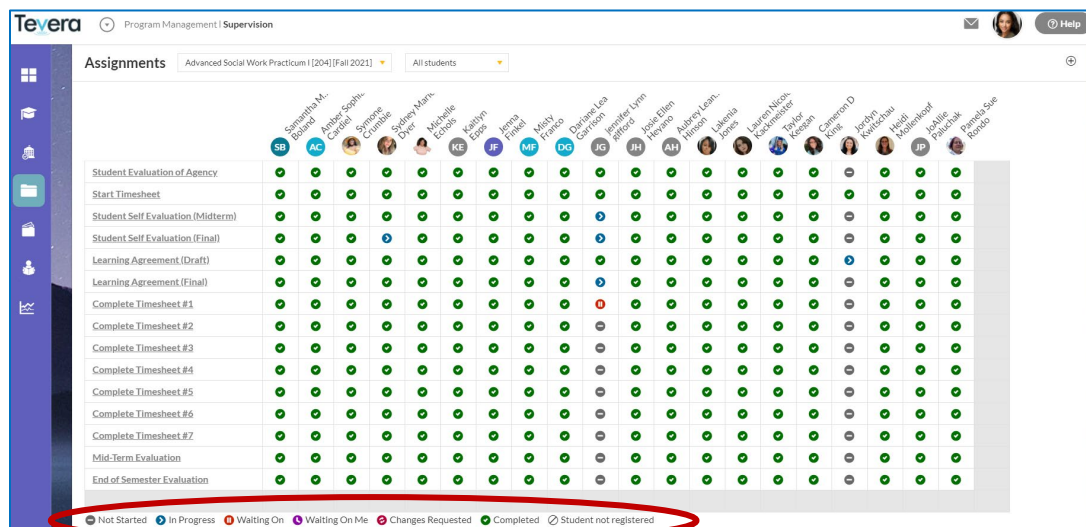 Tevera Program Management | Supervision Help
Assignments Advanced Social Work Practicum I [204] [Fall 2021] All students
Samantha M... Boland
Amber Sophi... Cardiel
Symone Crumbie
Sydney Mari... Dyer
Michelle Echols
Kaitlyn Epps
Jenna Finkel
Misty Franco
Dariane Lea Garrison
Jennifer Lynn gifford
Josie Ellen Heyano
Aubrey Lean... Hinson
Lakenia Jones
Lauren Nicol... Kackmeister
Taylor Keegan
Cameron D King
Jordyn Kwitschau
Heidi Mollenkopf
JoAllie Paluchak
Pamela Sue Rondo
SB AC KE JF MF DG JG JH AH JP
Student Evaluation of Agency
Start Timesheet
Student Self Evaluation (Midterm)
Student Self Evaluation (Final)
Learning Agreement (Draft)
Learning Agreement (Final)
Complete Timesheet #1
Complete Timesheet #2
Complete Timesheet #3
Complete Timesheet #4
Complete Timesheet #5
Complete Timesheet #6
Complete Timesheet #7
Mid-Term Evaluation
End of Semester Evaluation
Not Started In Progress Waiting On Waiting On Me Changes Requested Completed Student not registered